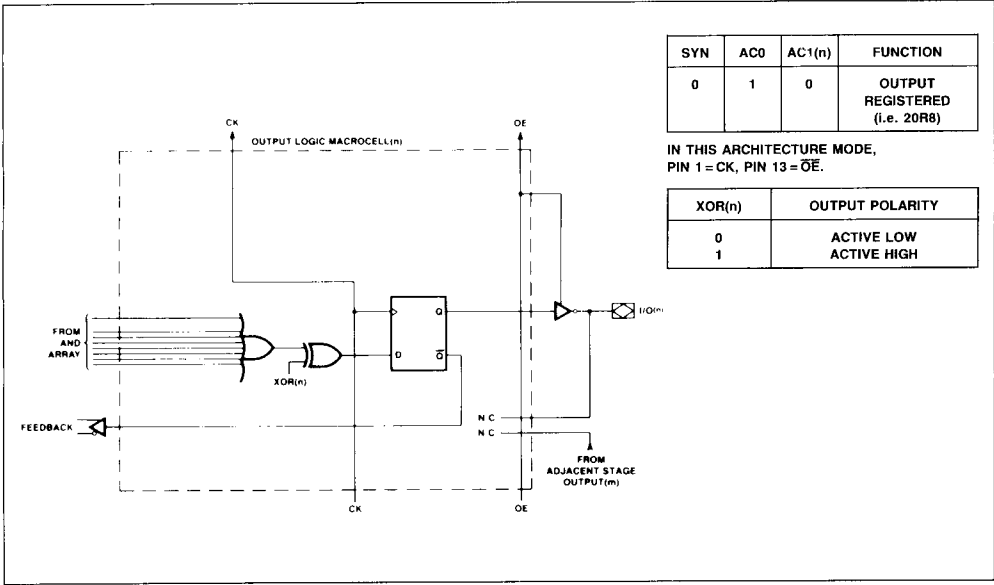 SYN AC0 AC1(n) FUNCTION
0 1 0 OUTPUT
REGISTERED
(i.e. 20R8)
IN THIS ARCHITECTURE MODE,
PIN 1 = CK, PIN 13 = O̅E̅.
XOR(n) OUTPUT POLARITY
0 ACTIVE LOW
1 ACTIVE HIGH
CK
OE
OUTPUT LOGIC MACROCELL(n)
FROM
AND
ARRAY
XOR(n)
Q
D
Q̅
I/O(n)
FEEDBACK
N C
N C
FROM
ADJACENT STAGE
OUTPUT(m)
CK
OE